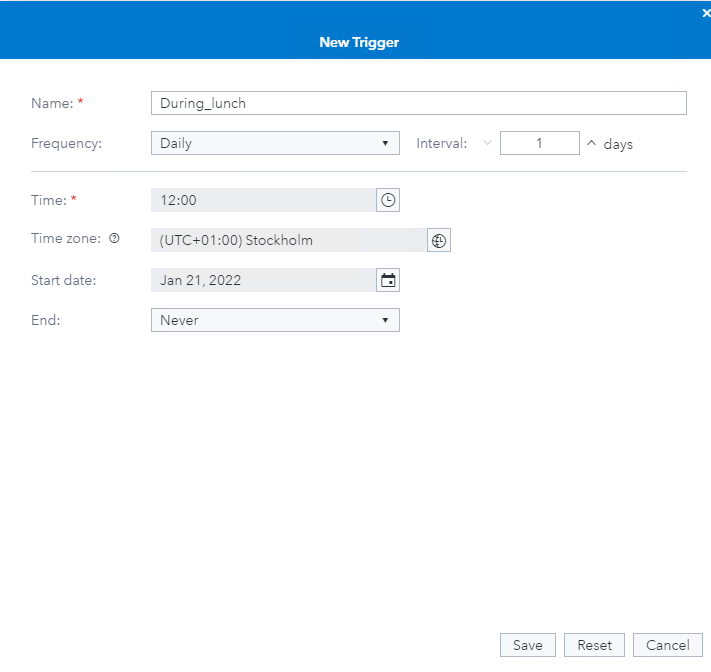 New Trigger
Name: *
During_lunch
Frequency:
Daily
Interval:
1
days
Time: *
12:00
Time zone:
(UTC+01:00) Stockholm
Start date:
Jan 21, 2022
End:
Never
Save
Reset
Cancel